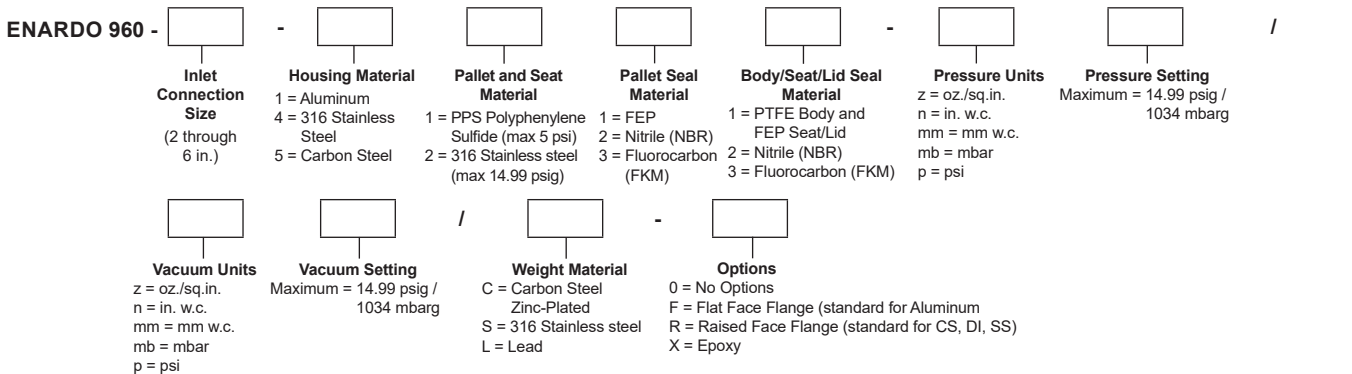 ENARDO 960 - - - /
Inlet Connection Size
(2 through 6 in.)
Housing Material
1 = Aluminum
4 = 316 Stainless Steel
5 = Carbon Steel
Pallet and Seat Material
1 = PPS Polyphenylene Sulfide (max 5 psi)
2 = 316 Stainless steel (max 14.99 psig)
Pallet Seal Material
1 = FEP
2 = Nitrile (NBR)
3 = Fluorocarbon (FKM)
Body/Seat/Lid Seal Material
1 = PTFE Body and FEP Seat/Lid
2 = Nitrile (NBR)
3 = Fluorocarbon (FKM)
Pressure Units
z = oz./sq.in.
n = in. w.c.
mm = mm w.c.
mb = mbar
p = psi
Pressure Setting
Maximum = 14.99 psig / 1034 mbarg
/ -
Vacuum Units
z = oz./sq.in.
n = in. w.c.
mm = mm w.c.
mb = mbar
p = psi
Vacuum Setting
Maximum = 14.99 psig / 1034 mbarg
Weight Material
C = Carbon Steel Zinc-Plated
S = 316 Stainless steel
L = Lead
Options
0 = No Options
F = Flat Face Flange (standard for Aluminum
R = Raised Face Flange (standard for CS, DI, SS)
X = Epoxy